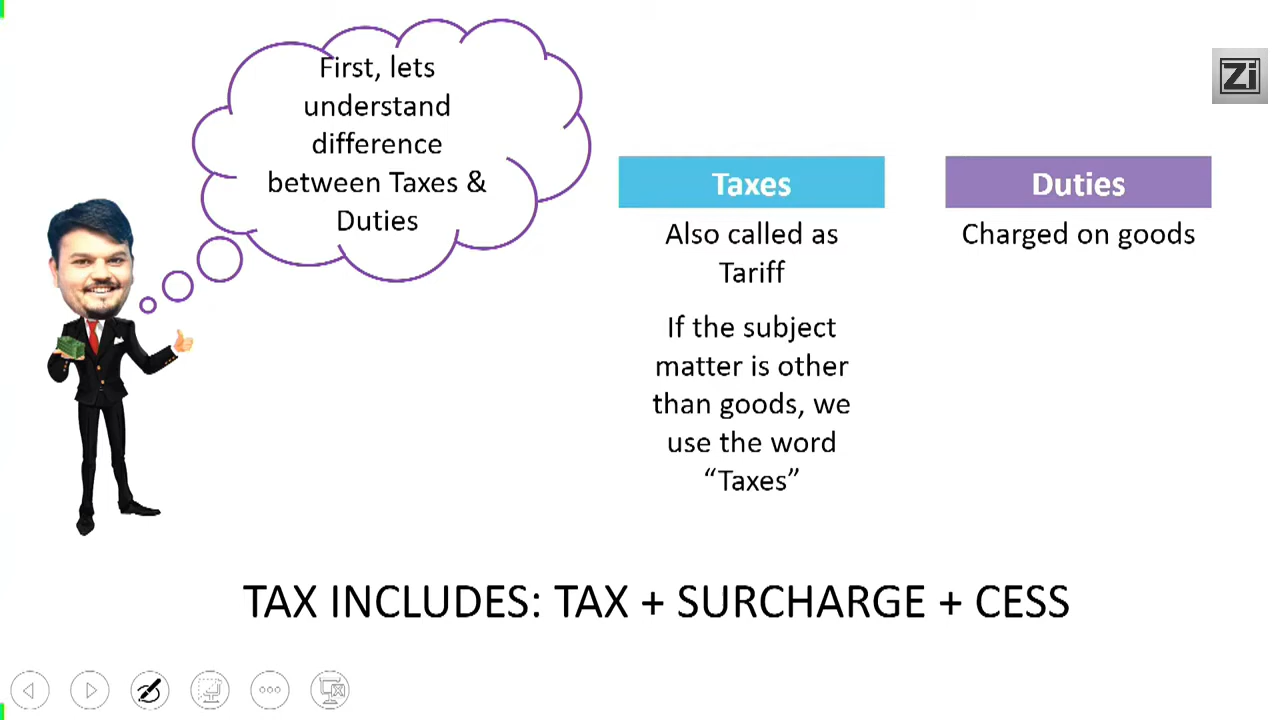 First, lets
understand
difference
between Taxes &
Duties
Zi
Taxes
Also called as
Tariff
If the subject
matter is other
than goods, we
use the word
“Taxes”
Duties
Charged on goods
TAX INCLUDES: TAX + SURCHARGE + CESS